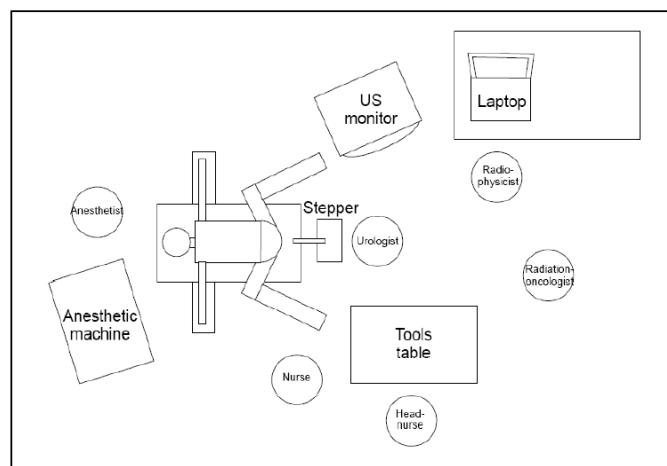 US
monitor
Laptop
Radio-
physicist
Anesthetist
Stepper
Urologist
Radiation-
oncologist
Anesthetic
machine
Tools
table
Nurse
Head-
nurse